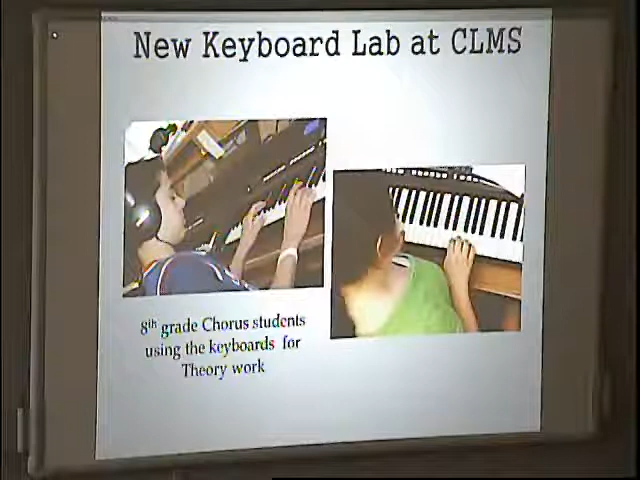 New Keyboard Lab at CLMS
8th grade Chorus students
using the keyboards for
Theory work